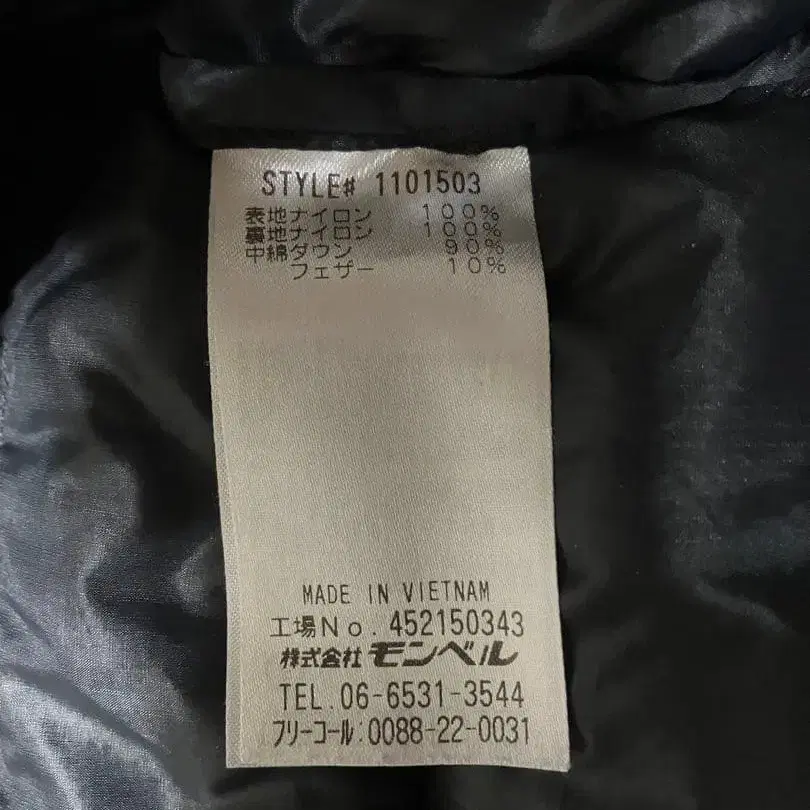 STYLE# 1101503
表地ナイロン 100%
裏地ナイロン 100%
中綿ダウン 90%
フェザー 10%
MADE IN VIETNAM
工場No. 452150343
株式会社 モンベル
TEL. 06-6531-3544
フリーコール:0088-22-0031